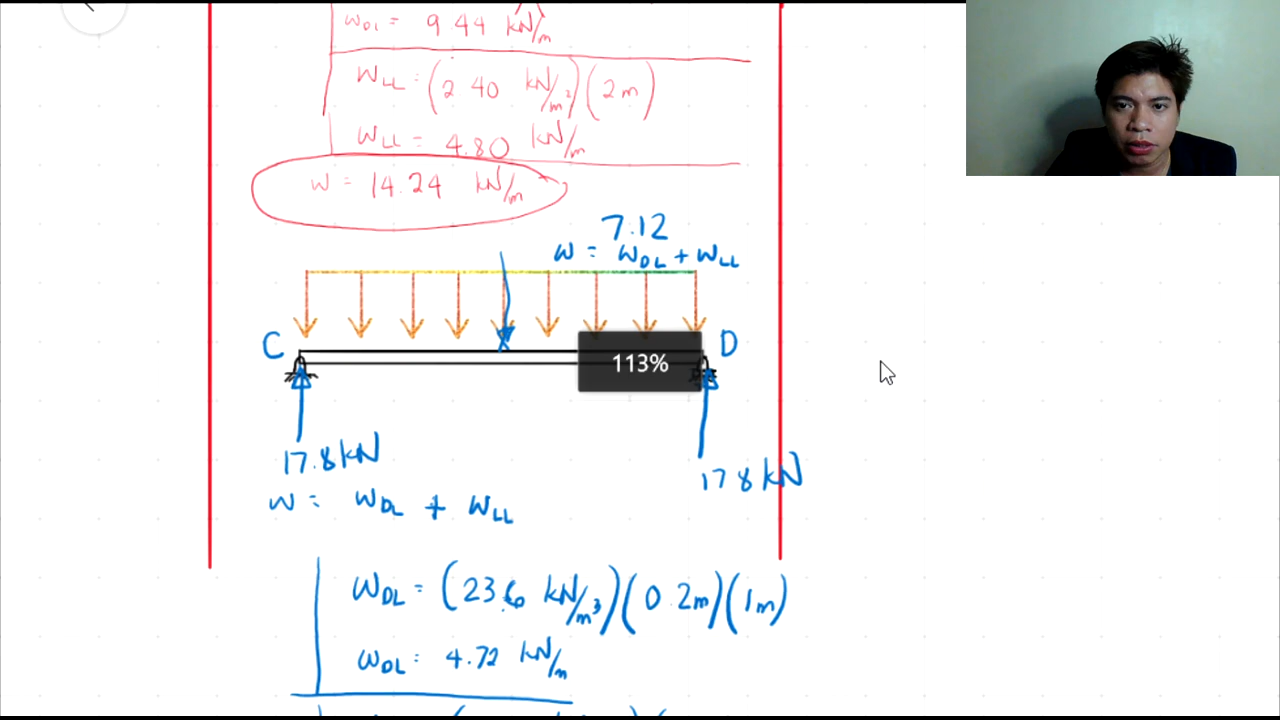 w_DL = 9.44 kN/m
w_LL = (2.40 kN/m²)(2m)
w_LL = 4.80 kN/m
w = 14.24 kN/m
7.12
w = w_DL + w_LL
C D
113%
17.8 kN
17.8 kN
w = w_DL + w_LL
w_DL = (23.6 kN/m³)(0.2m)(1m)
w_DL = 4.72 kN/m